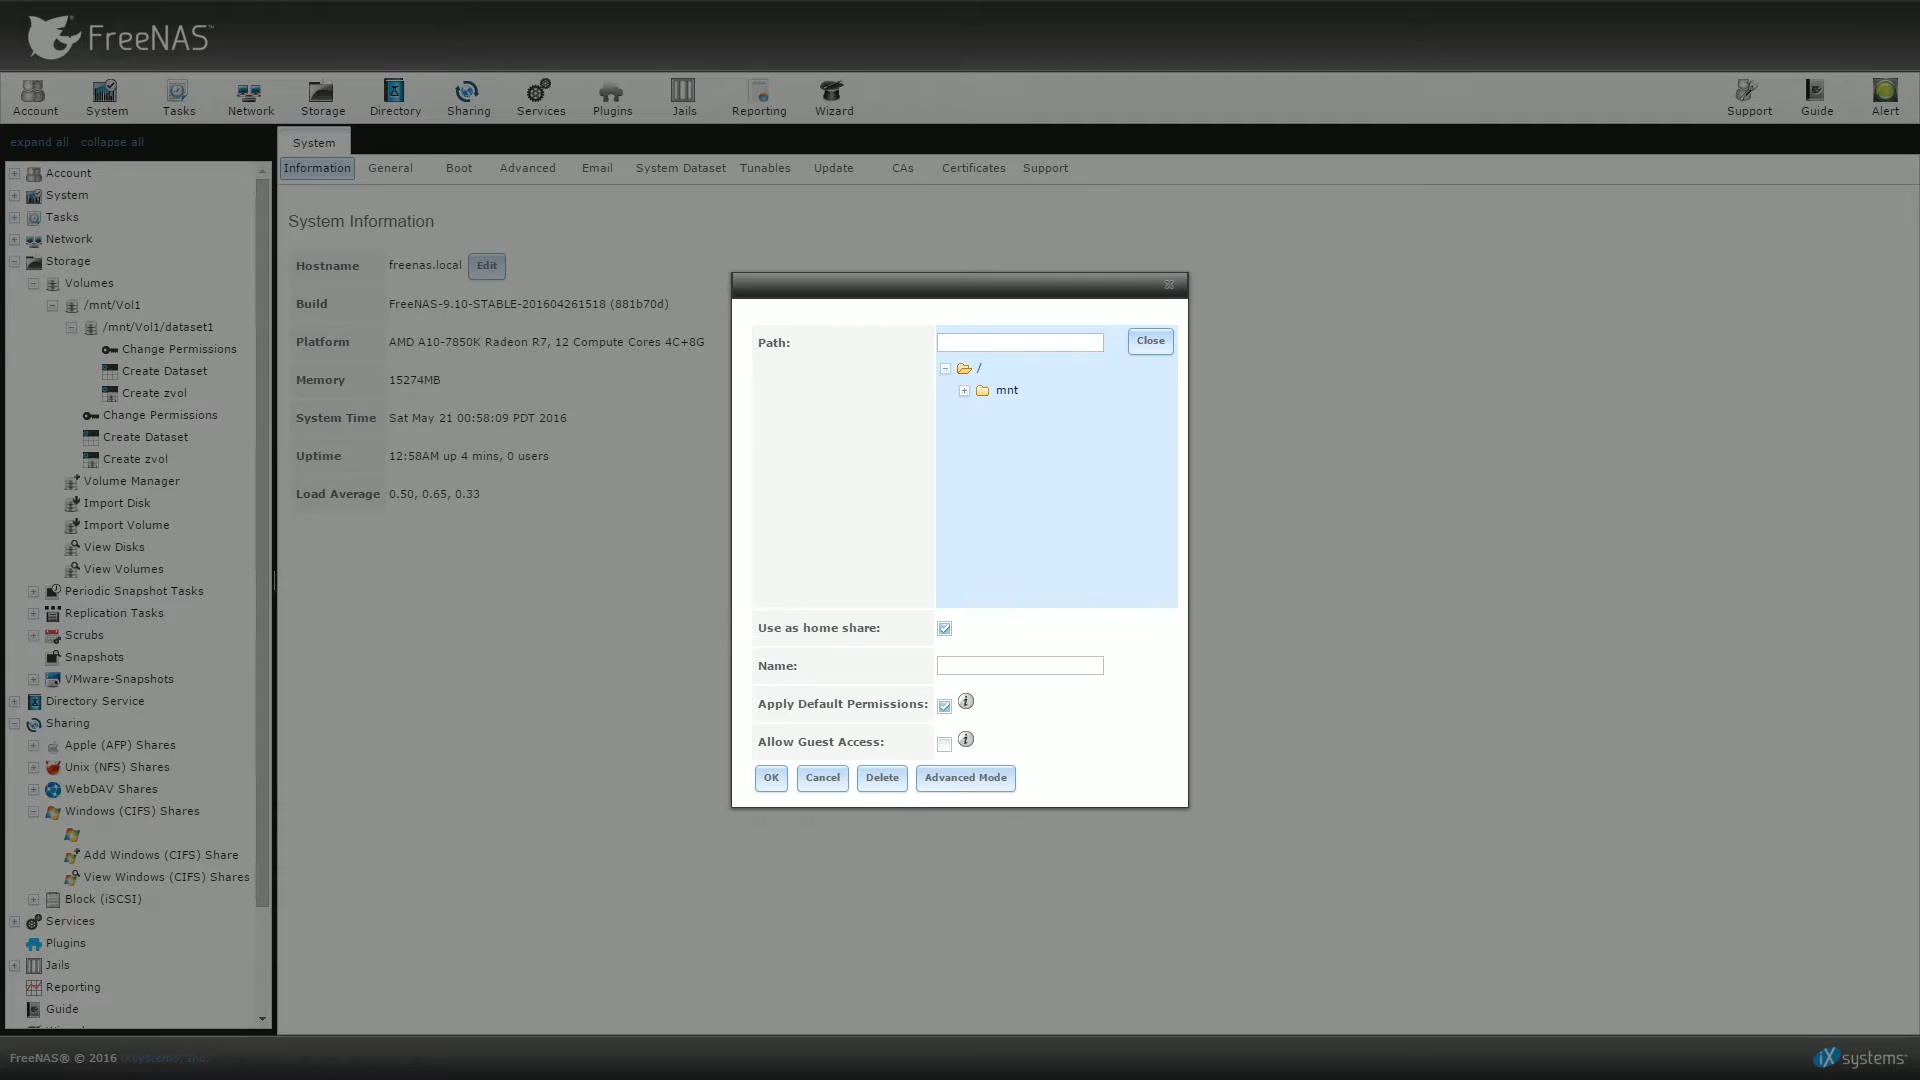 FreeNAS™
Account
System
Tasks
Network
Storage
Directory
Sharing
Services
Plugins
Jails
Reporting
Wizard
Support
Guide
Alert
expand all collapse all
System
Information
General
Boot
Advanced
Email
System Dataset
Tunables
Update
CAs
Certificates
Support
Account
System
Tasks
Network
Storage
Volumes
/mnt/Vol1
/mnt/Vol1/dataset1
Change Permissions
Create Dataset
Create zvol
Change Permissions
Create Dataset
Create zvol
Volume Manager
Import Disk
Import Volume
View Disks
View Volumes
Periodic Snapshot Tasks
Replication Tasks
Scrubs
Snapshots
VMware-Snapshots
Directory Service
Sharing
Apple (AFP) Shares
Unix (NFS) Shares
WebDAV Shares
Windows (CIFS) Shares
Add Windows (CIFS) Share
View Windows (CIFS) Shares
Block (iSCSI)
Services
Plugins
Jails
Reporting
Guide
System Information
Hostname freenas.local Edit
Build FreeNAS-9.10-STABLE-201604261518 (881b70d)
Platform AMD A10-7850K Radeon R7, 12 Compute Cores 4C+8G
Memory 15274MB
System Time Sat May 21 00:58:09 PDT 2016
Uptime 12:58AM up 4 mins, 0 users
Load Average 0.50, 0.65, 0.33
Path: Close
/
mnt
Use as home share:
Name:
Apply Default Permissions:
Allow Guest Access:
OK Cancel Delete Advanced Mode
FreeNAS® © 2016 iXsystems, Inc.
iXsystems